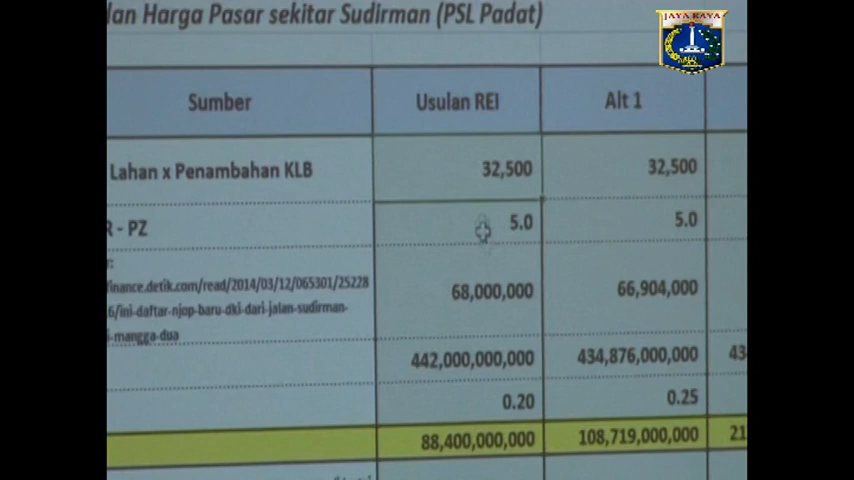 lan Harga Pasar sekitar Sudirman (PSL Padat)
JAYA RAYA
Sumber Usulan REI Alt 1
Lahan x Penambahan KLB 32,500 32,500
R - PZ 5.0 5.0
r:
finance.detik.com/read/2014/03/12/065301/25228
6/ini-daftar-njop-baru-dki-dari-jalan-sudirman-
i-mangga-dua
68,000,000 66,904,000
442,000,000,000 434,876,000,000 43
0.20 0.25
88,400,000,000 108,719,000,000 21